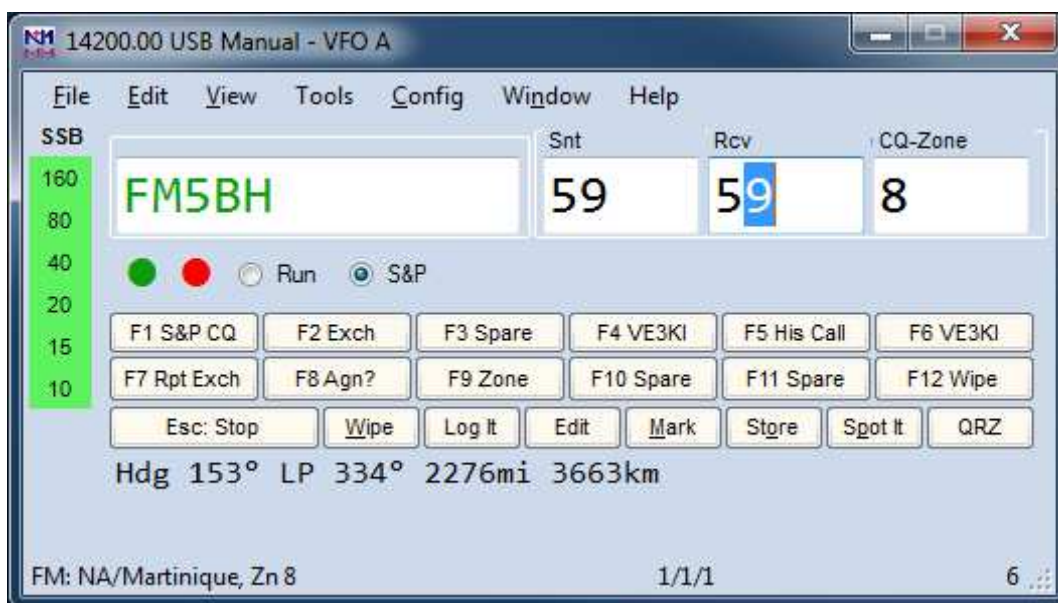 14200.00 USB Manual - VFO A
File Edit View Tools Config Window Help
SSB Snt Rcv CQ-Zone
160
80
40
20
15
10
FM5BH 59 59 8
Run S&P
F1 S&P CQ F2 Exch F3 Spare F4 VE3KI F5 His Call F6 VE3KI
F7 Rpt Exch F8 Agn? F9 Zone F10 Spare F11 Spare F12 Wipe
Esc: Stop Wipe Log It Edit Mark Store Spot It QRZ
Hdg 153° LP 334° 2276mi 3663km
FM: NA/Martinique, Zn 8 1/1/1 6